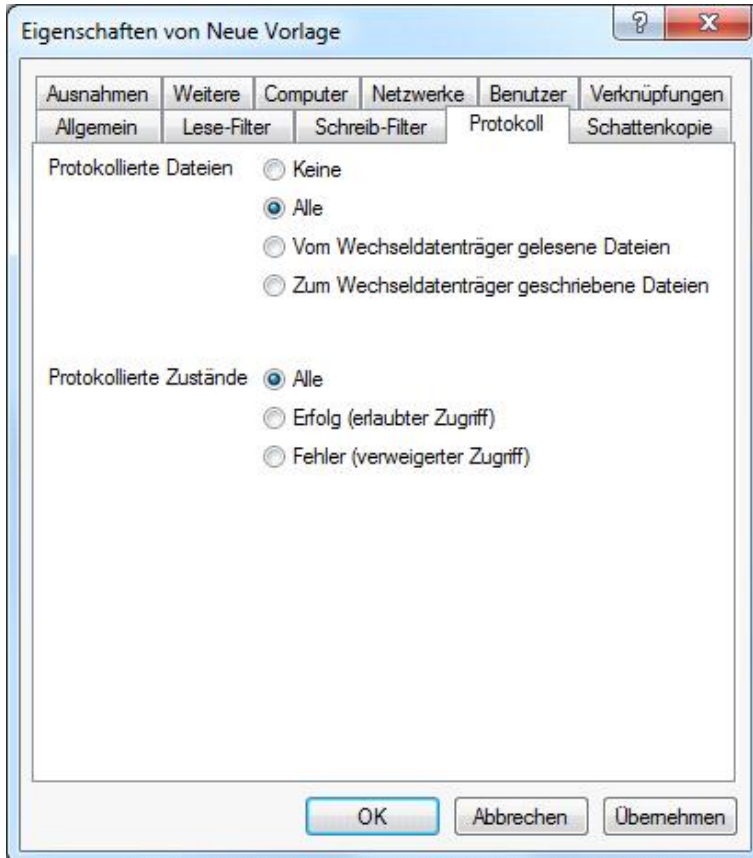 Eigenschaften von Neue Vorlage
Ausnahmen Weitere Computer Netzwerke Benutzer Verknüpfungen
Allgemein Lese-Filter Schreib-Filter Protokoll Schattenkopie
Protokollierte Dateien Keine
Alle
Vom Wechseldatenträger gelesene Dateien
Zum Wechseldatenträger geschriebene Dateien
Protokollierte Zustände Alle
Erfolg (erlaubter Zugriff)
Fehler (verweigerter Zugriff)
OK Abbrechen Übernehmen